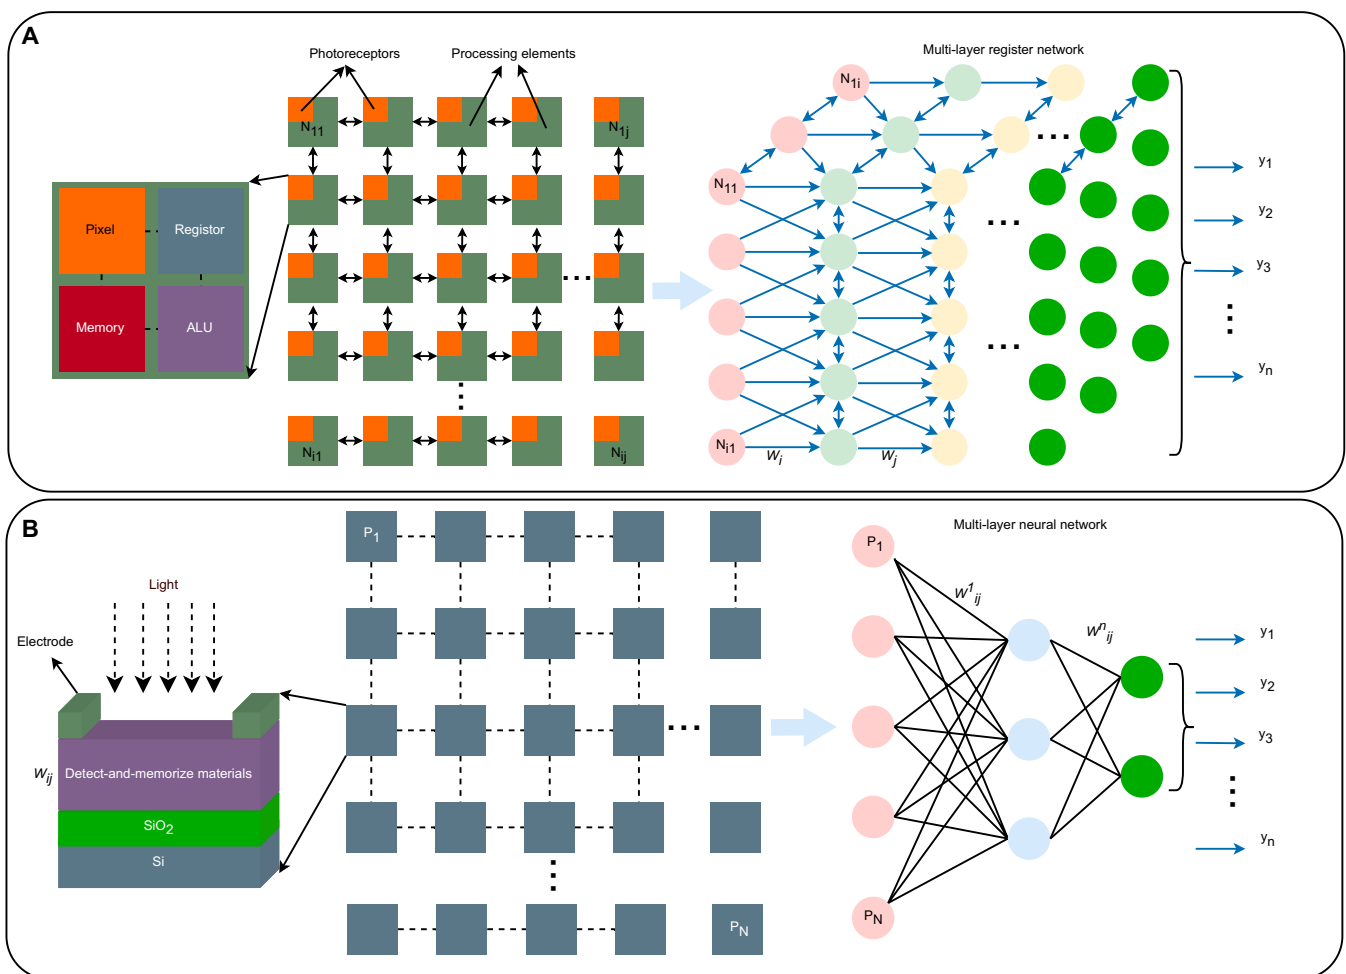 A
Photoreceptors
Processing elements
Multi-layer register network
N11
N1j
Pixel
Registor
Memory
ALU
...
...
Ni1
Nij
N1i
N11
Ni1
...
...
...
wi
wj
y1
y2
y3
...
yn
B
Multi-layer neural network
Light
Electrode
wij
Detect-and-memorize materials
SiO2
Si
P1
...
...
PN
P1
PN
w1ij
wnij
y1
y2
y3
...
yn